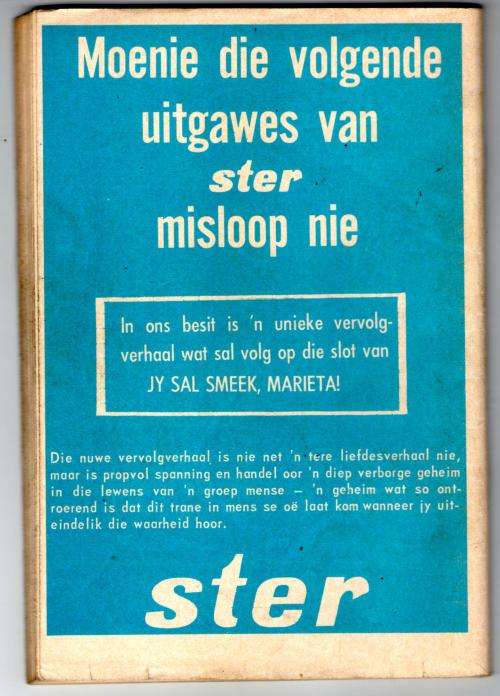 Moenie die volgende
uitgawes van
ster
misloop nie
In ons besit is 'n unieke vervolg-
verhaal wat sal volg op die slot van
JY SAL SMEEK, MARIETA!
Die nuwe vervolgverhaal is nie net 'n tere liefdesverhaal nie,
maar is propvol spanning en handel oor 'n diep verborge geheim
in die lewens van 'n groep mense – 'n geheim wat so ont-
roerend is dat dit trane in mens se oë laat kom wanneer jy uit-
eindelik die waarheid hoor.
ster